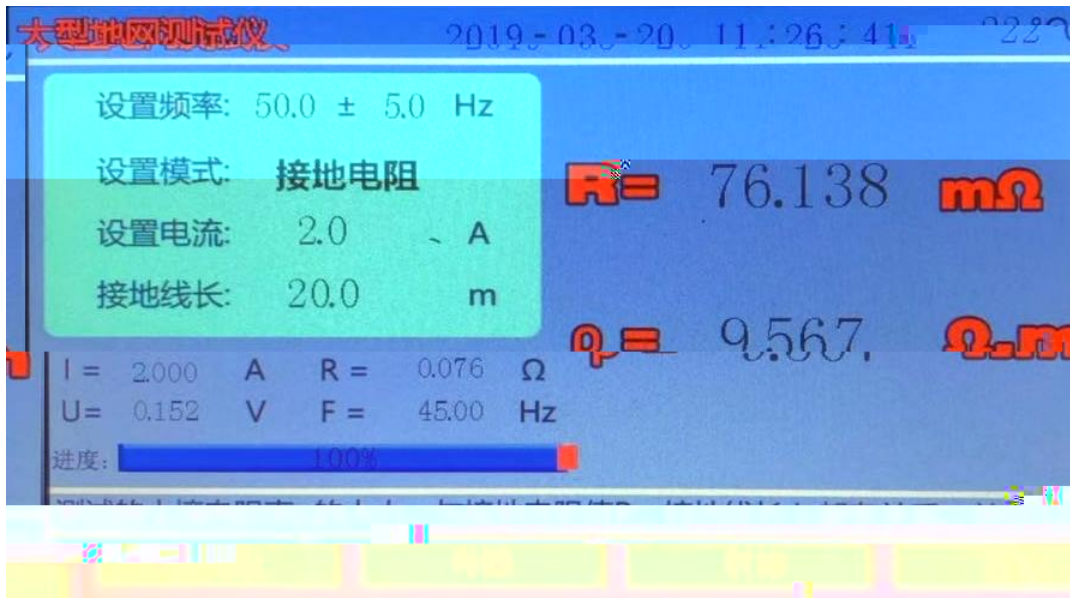 大型地网测试仪 2019-03-20 11:26:41 22℃
设置频率: 50.0 ± 5.0 Hz
设置模式: 接地电阻
R= 76.138 mΩ
设置电流: 2.0 A
接地线长: 20.0 m
ρ= 9.567 Ω.m
I = 2.000 A R = 0.076 Ω
U= 0.152 V F = 45.00 Hz
进度: 100%